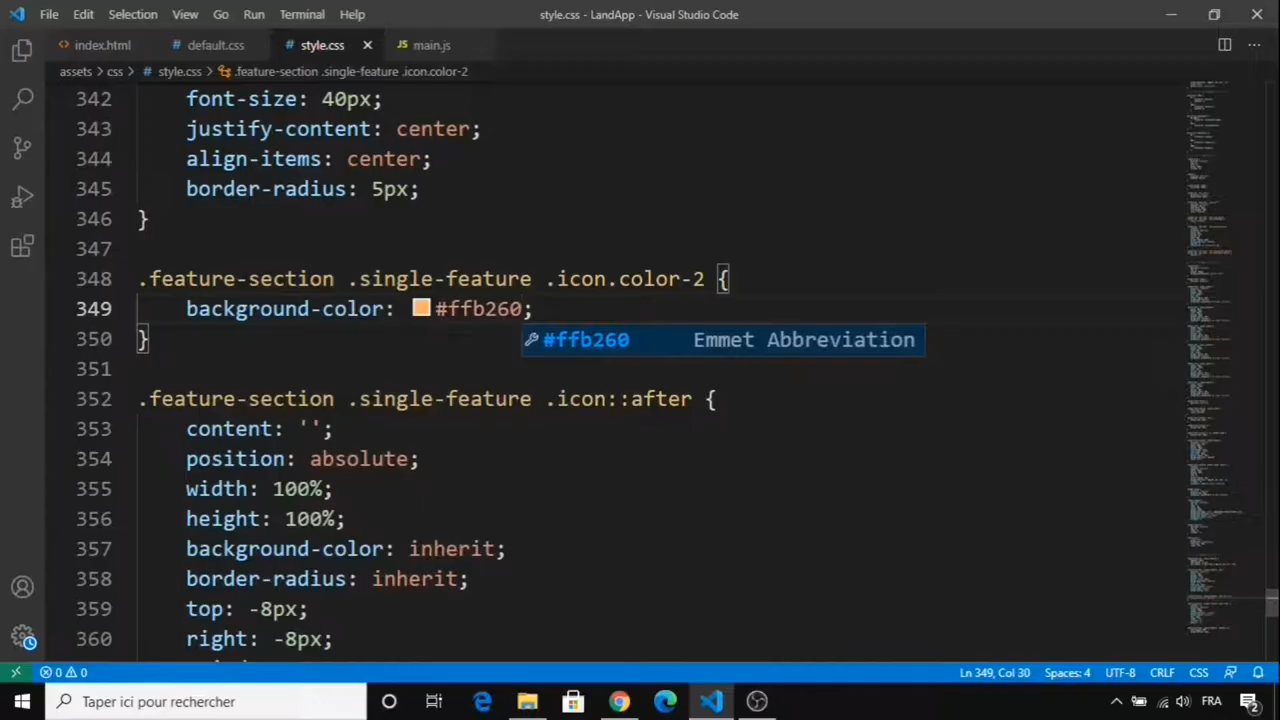 File Edit Selection View Go Run Terminal Help style.css - LandApp - Visual Studio Code
index.html default.css style.css main.js
assets > css > style.css > .feature-section .single-feature .icon.color-2
342 font-size: 40px;
343 justify-content: center;
344 align-items: center;
345 border-radius: 5px;
346 }
347
348 .feature-section .single-feature .icon.color-2 {
349 background-color: #ffb260;
350 }
#ffb260 Emmet Abbreviation
351
352 .feature-section .single-feature .icon::after {
353 content: '';
354 position: absolute;
355 width: 100%;
356 height: 100%;
357 background-color: inherit;
358 border-radius: inherit;
359 top: -8px;
360 right: -8px;
0 0 Ln 349, Col 30 Spaces: 4 UTF-8 CRLF CSS
Taper ici pour rechercher FRA 2